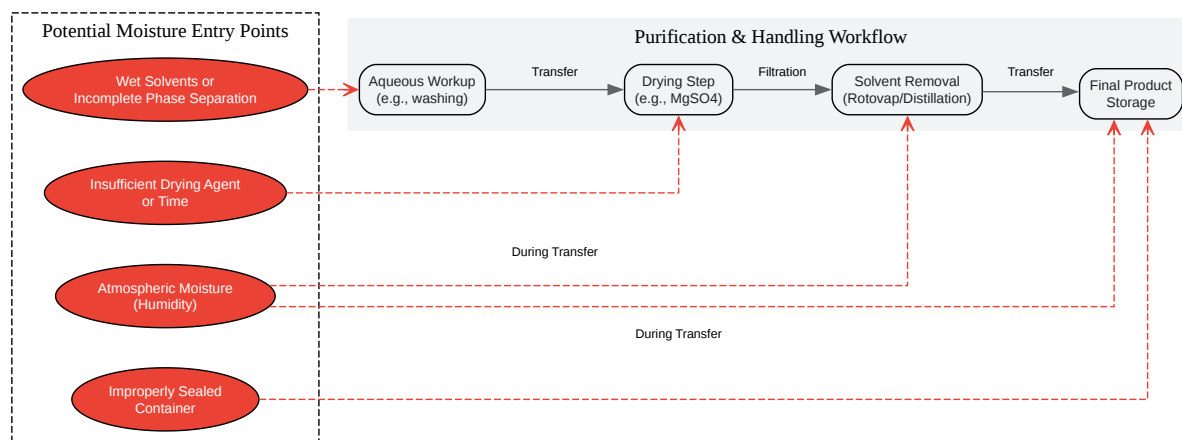 Potential Moisture Entry Points
Purification & Handling Workflow
Wet Solvents or
Incomplete Phase Separation
Aqueous Workup
(e.g., washing)
Transfer
Drying Step
(e.g., MgSO4)
Filtration
Solvent Removal
(Rotovap/Distillation)
Transfer
Final Product
Storage
Insufficient Drying Agent
or Time
During Transfer
Atmospheric Moisture
(Humidity)
During Transfer
Improperly Sealed
Container